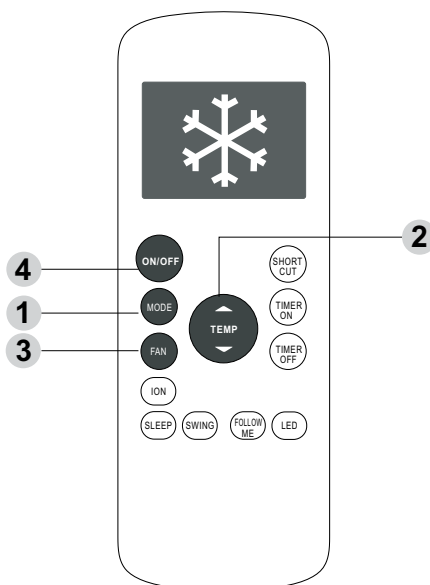 2
ON/OFF
SHORT
CUT
4
MODE
TEMP
TIMER
ON
1
FAN
TIMER
OFF
3
ION
SLEEP
SWING
FOLLOW
ME
LED